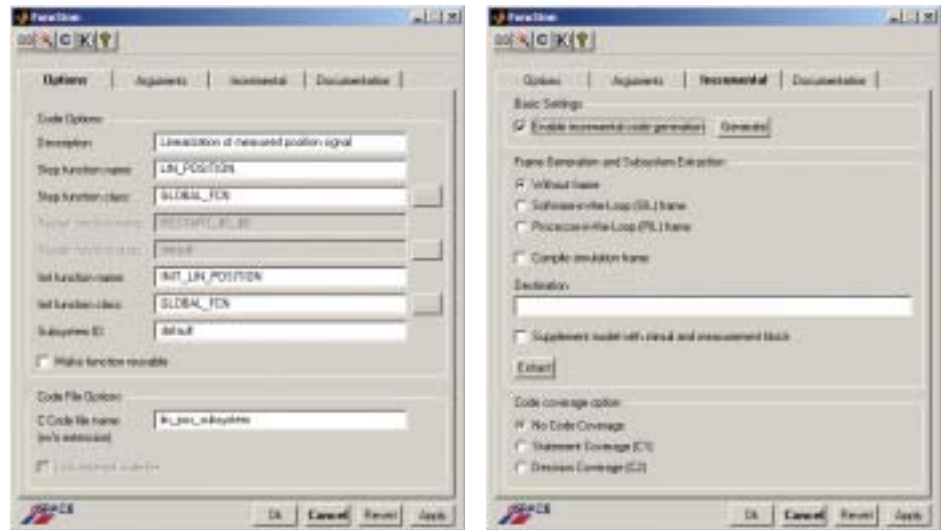 Function
Options Arguments Incremental Documentation
Code Options
Description Linearization of measured position signal
Step function name: LIN_POSITION
Step function class: GLOBAL_FCN
default
Init function name: INIT_LIN_POSITION
Init function class: GLOBAL_FCN
Subsystem ID: default
Make function reusable
Code File Options
C Code file name lin_pos_subsystem
(w/o extension)
dSPACE Ok Cancel Revert Apply
Function
Options Arguments Incremental Documentation
Basic Settings
Enable incremental code generation Generate
Frame Generation and Subsystem Extraction
Without frame
Software-in-the-Loop (SIL) frame
Processor-in-the-Loop (PIL) frame
Compile simulation frame
Destination
Supplement model with stimuli and measurement block
Extract
Code coverage option
No Code Coverage
Statement Coverage (C1)
Decision Coverage (C2)
dSPACE Ok Cancel Revert Apply